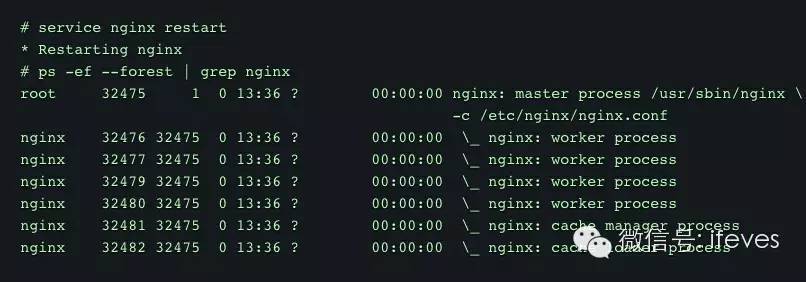 # service nginx restart
* Restarting nginx
# ps -ef --forest | grep nginx
root     32475     1  0 13:36 ?        00:00:00 nginx: master process /usr/sbin/nginx \
                                                -c /etc/nginx/nginx.conf
nginx    32476 32475  0 13:36 ?        00:00:00  \_ nginx: worker process
nginx    32477 32475  0 13:36 ?        00:00:00  \_ nginx: worker process
nginx    32479 32475  0 13:36 ?        00:00:00  \_ nginx: worker process
nginx    32480 32475  0 13:36 ?        00:00:00  \_ nginx: worker process
nginx    32481 32475  0 13:36 ?        00:00:00  \_ nginx: cache manager process
nginx    32482 32475  0 13:36 ?        00:00:00  \_ nginx: cache loader process
微信号: jfeves